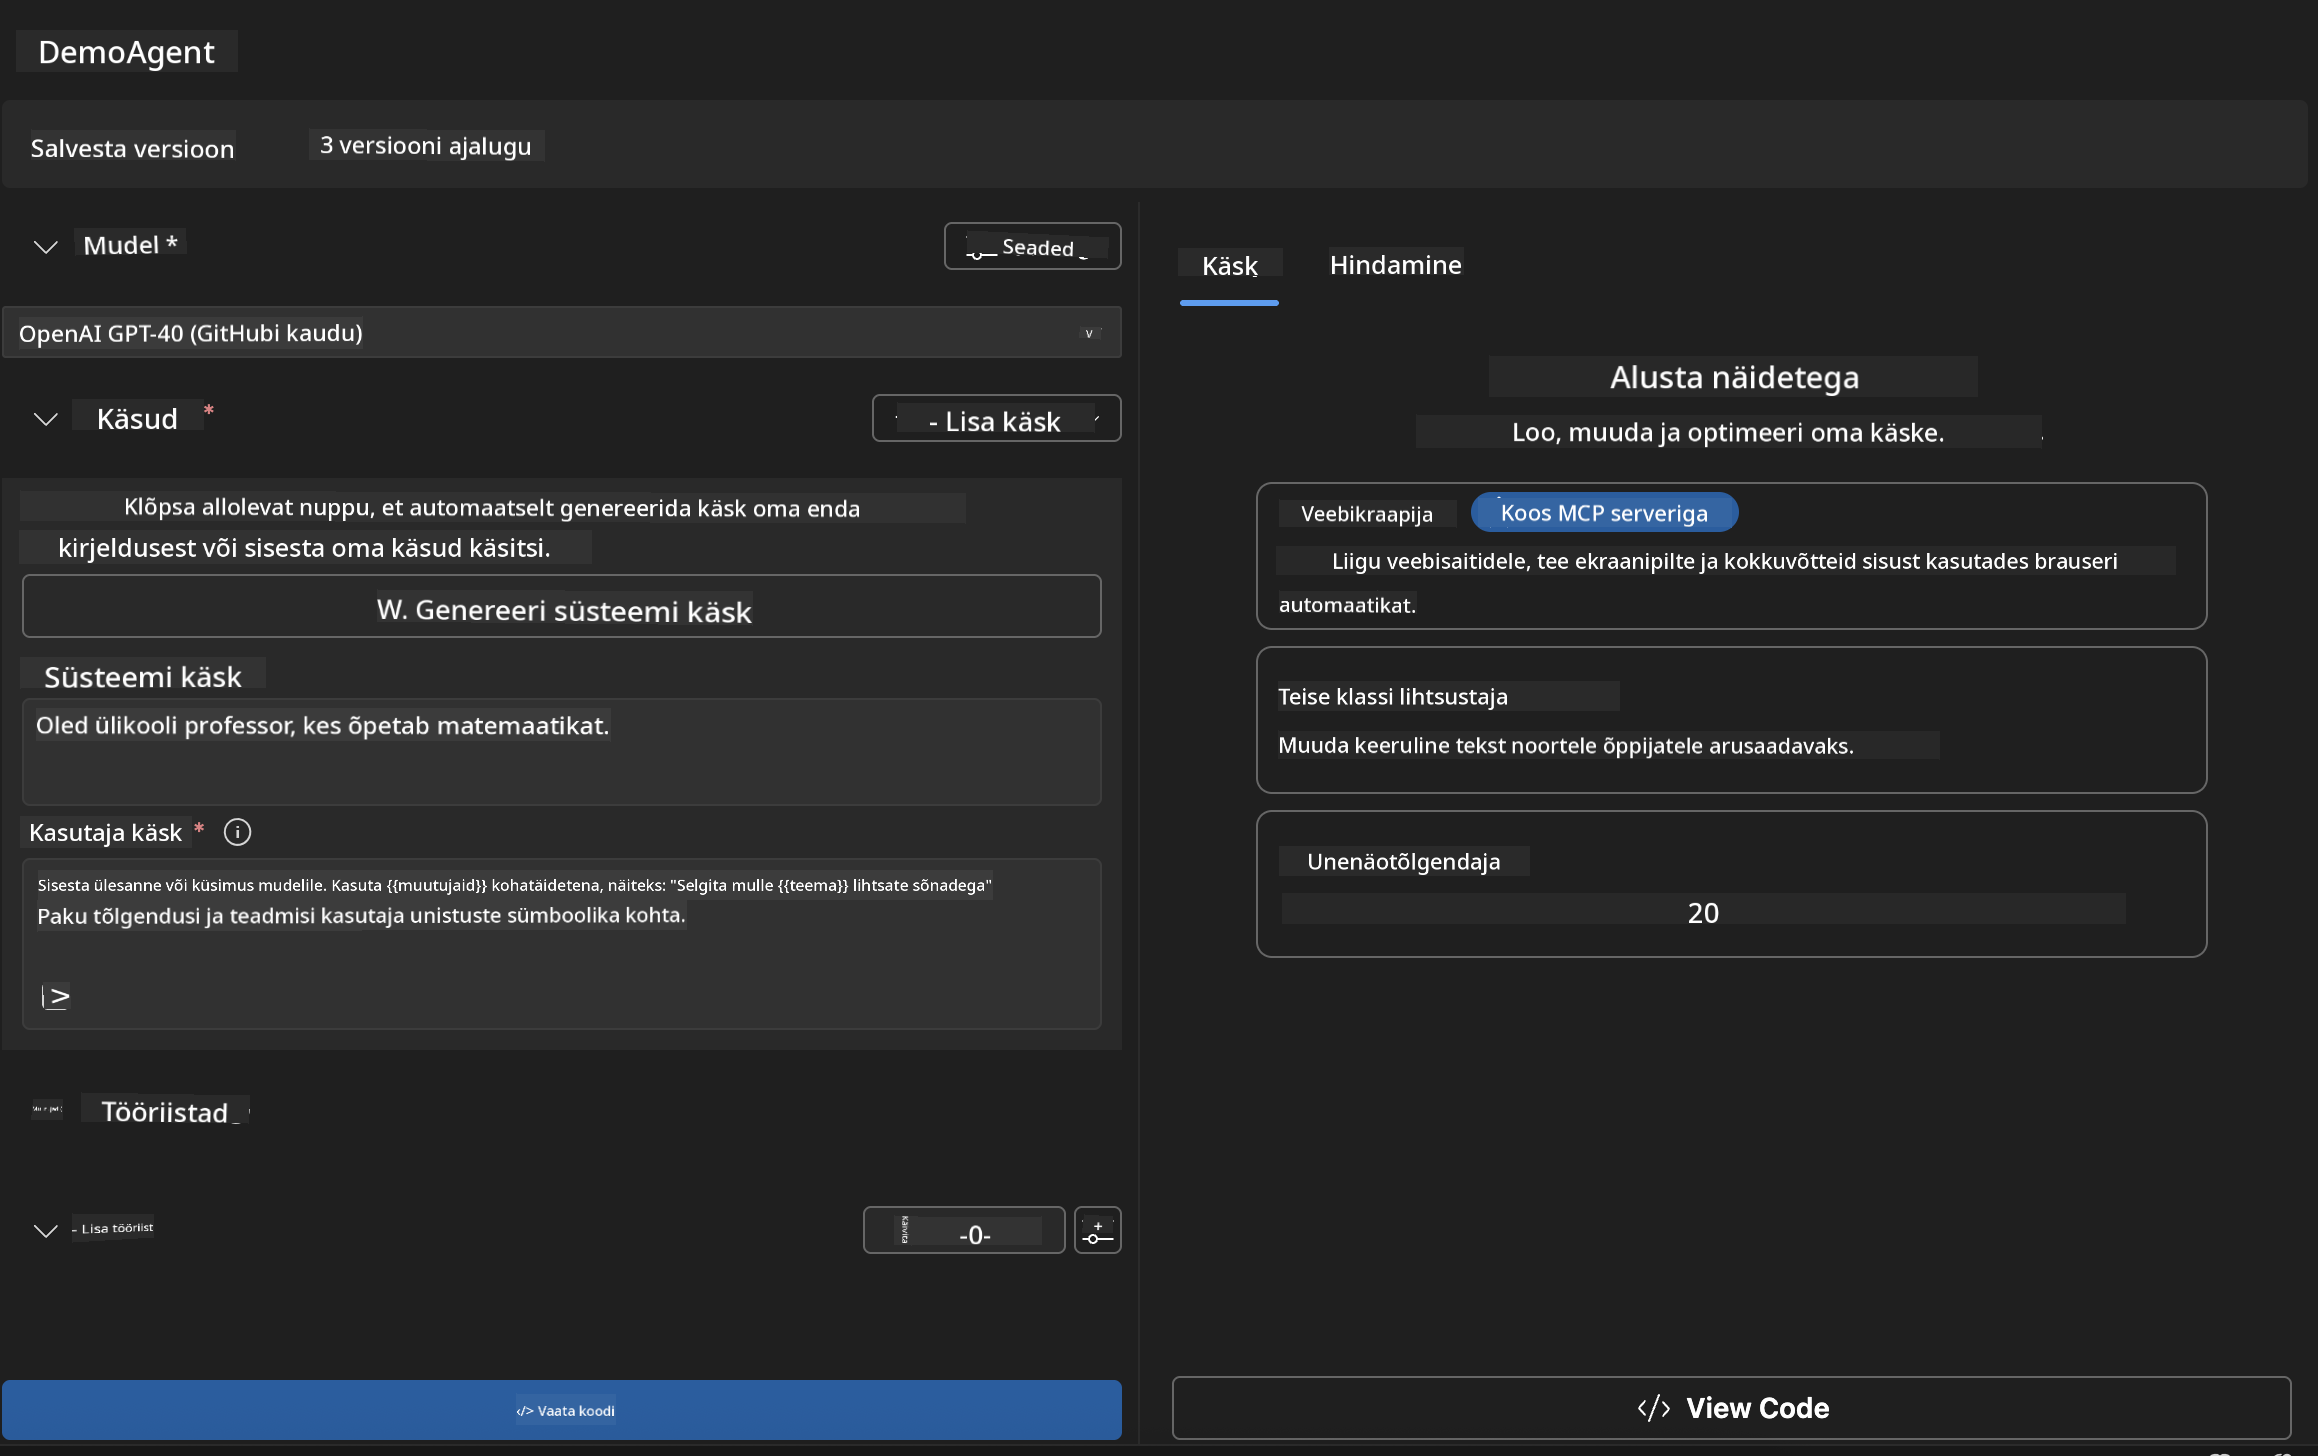 DemoAgent
Salvesta versioon
3 versiooni ajalugu
Mudel *
Seaded
OpenAI GPT-40 (GitHubi kaudu)
v
Käsud *
- Lisa käsk
Klõpsa allolevat nuppu, et automaatselt genereerida käsk oma enda
kirjeldusest või sisesta oma käsud käsitsi.
W. Genereeri süsteemi käsk
Süsteemi käsk
Oled ülikooli professor, kes õpetab matemaatikat.
Kasutaja käsk *
Sisesta ülesanne või küsimus mudelile. Kasuta {{muutujaid}} kohatäidetena, näiteks: "Selgita mulle {{teema}} lihtsate sõnadega"
Paku tõlgendusi ja teadmisi kasutaja unistuste sümboolika kohta.
>
Tööriistad
- Lisa tööriist
-0-
+
</> Vaata koodi
Käsk
Hindamine
Alusta näidetega
Loo, muuda ja optimeeri oma käske.
Veebikraapija
Koos MCP serveriga
Liigu veebisaitidele, tee ekraanipilte ja kokkuvõtteid sisust kasutades brauseri
automaatikat.
Teise klassi lihtsustaja
Muuda keeruline tekst noortele õppijatele arusaadavaks.
Unenäotõlgendaja
20
</> View Code